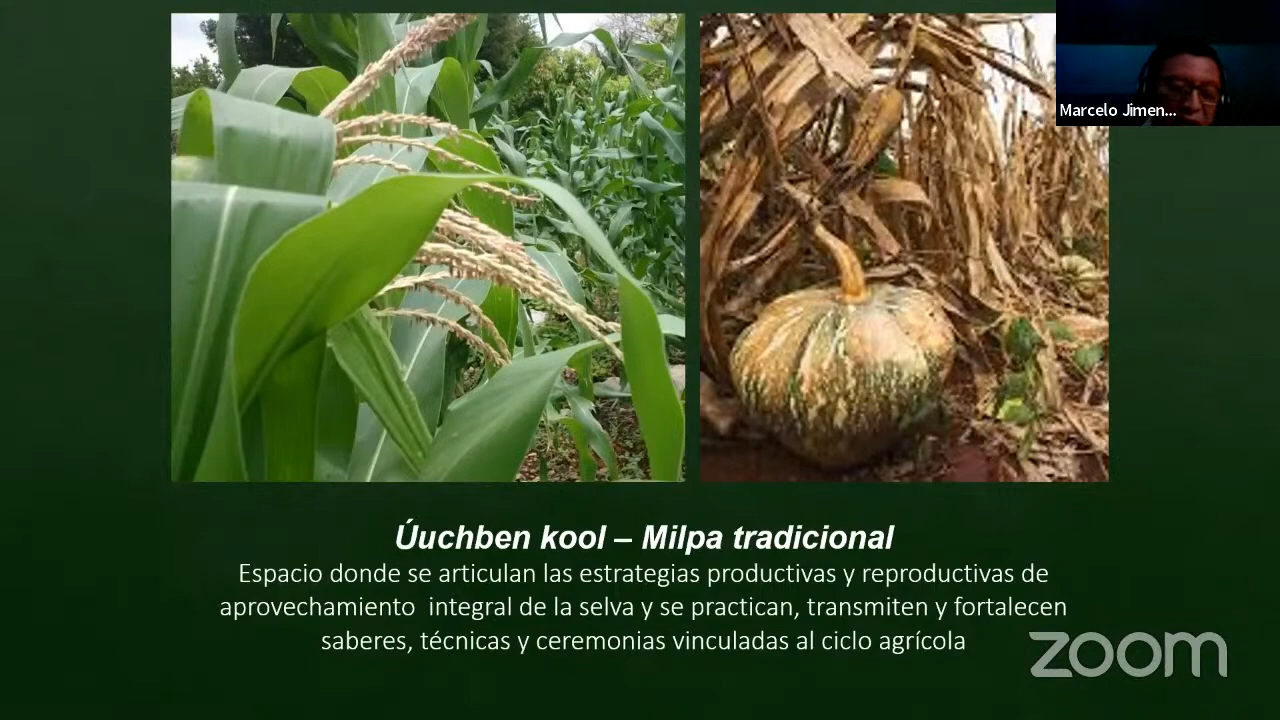 Marcelo Jimen...
Úuchben kool – Milpa tradicional
Espacio donde se articulan las estrategias productivas y reproductivas de
aprovechamiento integral de la selva y se practican, transmiten y fortalecen
saberes, técnicas y ceremonias vinculadas al ciclo agrícola
zoom